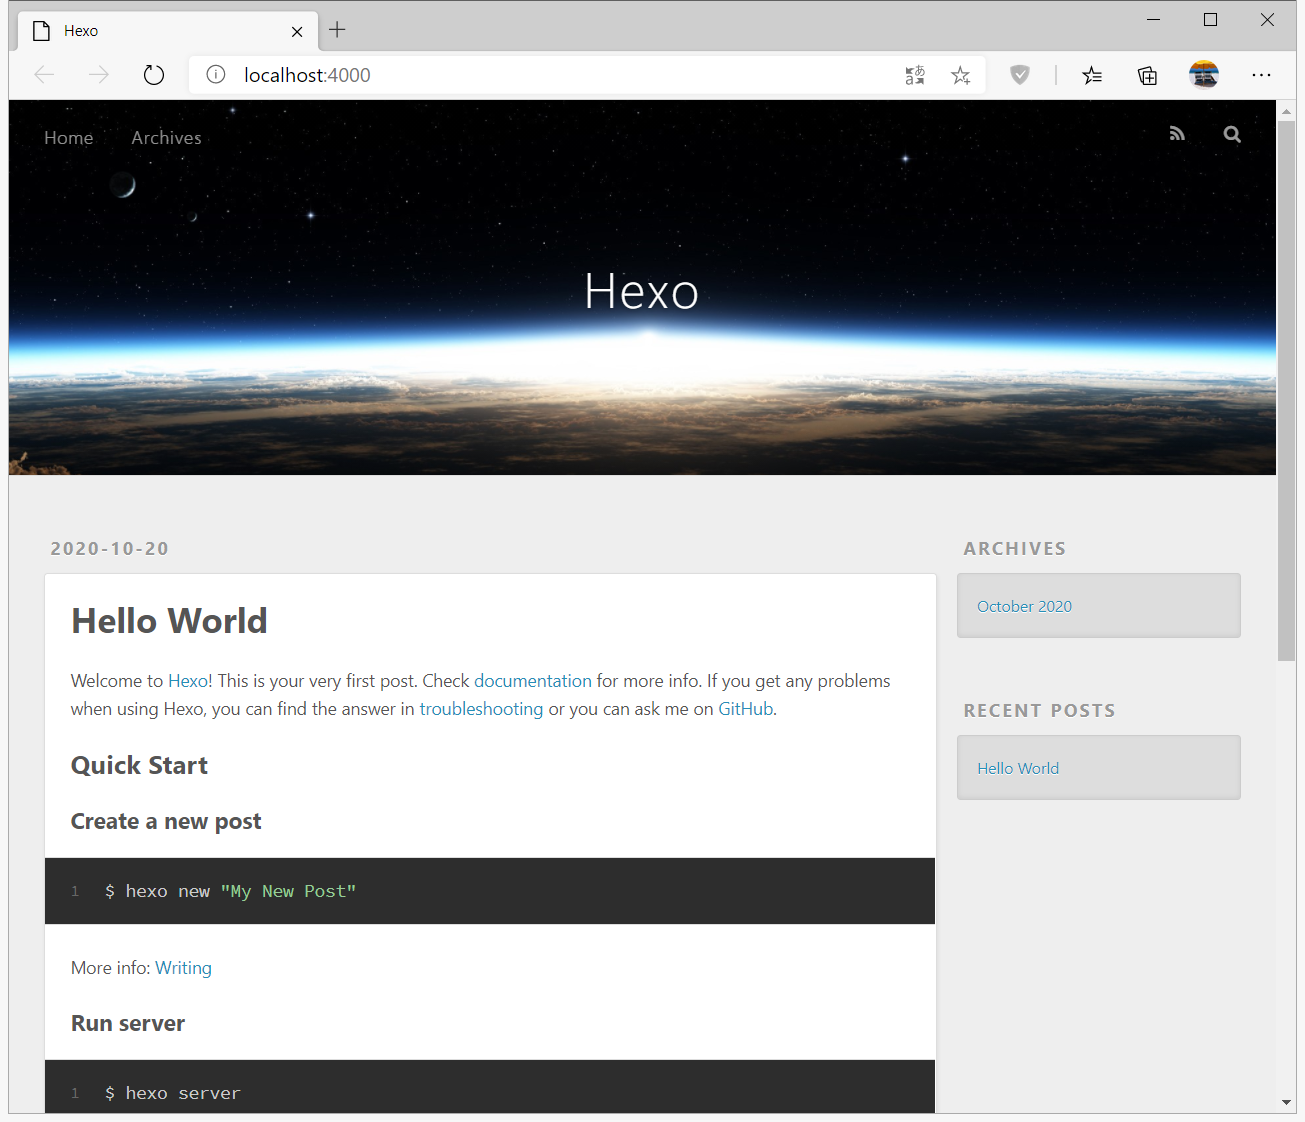 Hexo
localhost:4000
Home Archives
Hexo
2020-10-20
Hello World
Welcome to Hexo! This is your very first post. Check documentation for more info. If you get any problems
when using Hexo, you can find the answer in troubleshooting or you can ask me on GitHub.
Quick Start
Create a new post
1 $ hexo new "My New Post"
More info: Writing
Run server
1 $ hexo server
ARCHIVES
October 2020
RECENT POSTS
Hello World